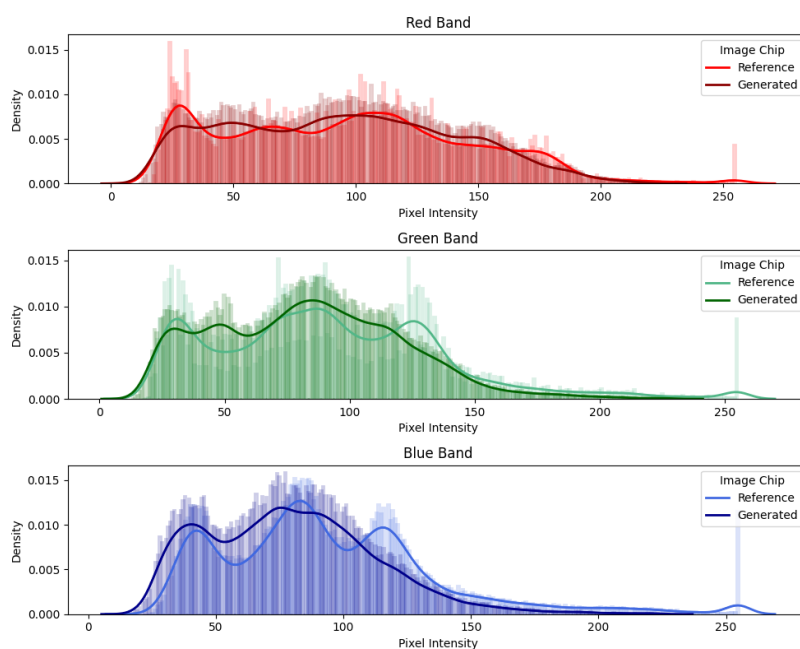 Red Band
0.015
0.010
0.005
0.000
Density
Image Chip
Reference
Generated
0 50 100 150 200 250
Pixel Intensity
Green Band
0.015
0.010
0.005
0.000
Density
Image Chip
Reference
Generated
0 50 100 150 200 250
Pixel Intensity
Blue Band
0.015
0.010
0.005
0.000
Density
Image Chip
Reference
Generated
0 50 100 150 200 250
Pixel Intensity